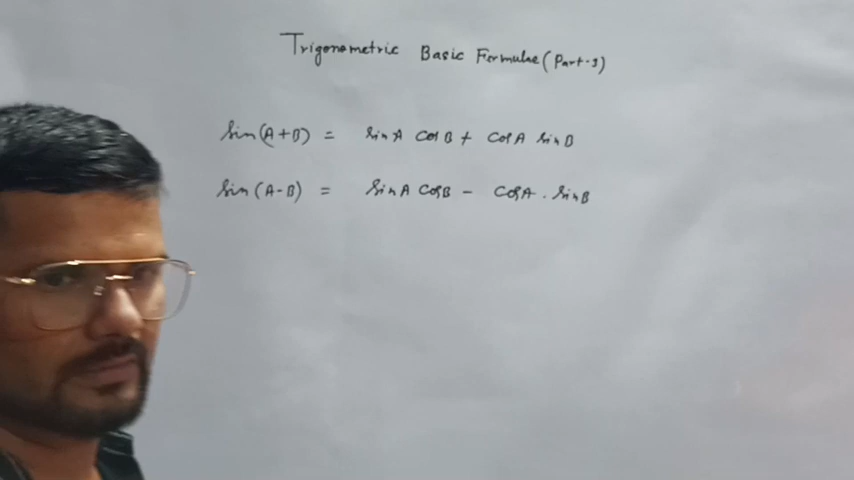 Trigonometric Basic Formulae (Part-3)
sin(A+B) = sinA cosB + cosA sinB
sin(A-B) = sinA cosB - cosA . sinB